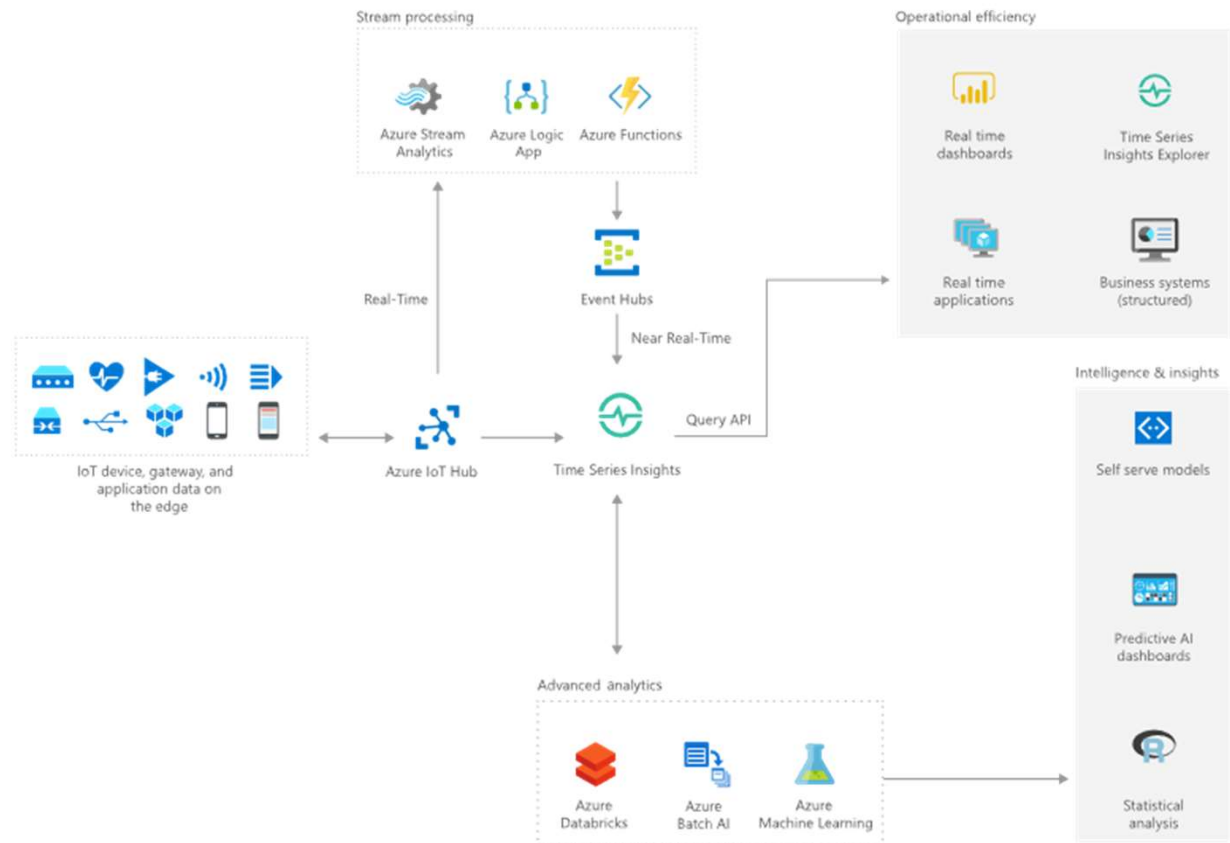 Stream processing
Azure Stream
Analytics
Azure Logic
App
Azure Functions
Operational efficiency
Real time
dashboards
Time Series
Insights Explorer
Real time
applications
Business systems
(structured)
Real-Time
Event Hubs
Near Real-Time
IoT device, gateway, and
application data on
the edge
Azure IoT Hub
Time Series Insights
Query API
Intelligence & insights
Self serve models
Predictive AI
dashboards
R
Statistical
analysis
Advanced analytics
Azure
Databricks
Azure
Batch AI
Azure
Machine Learning